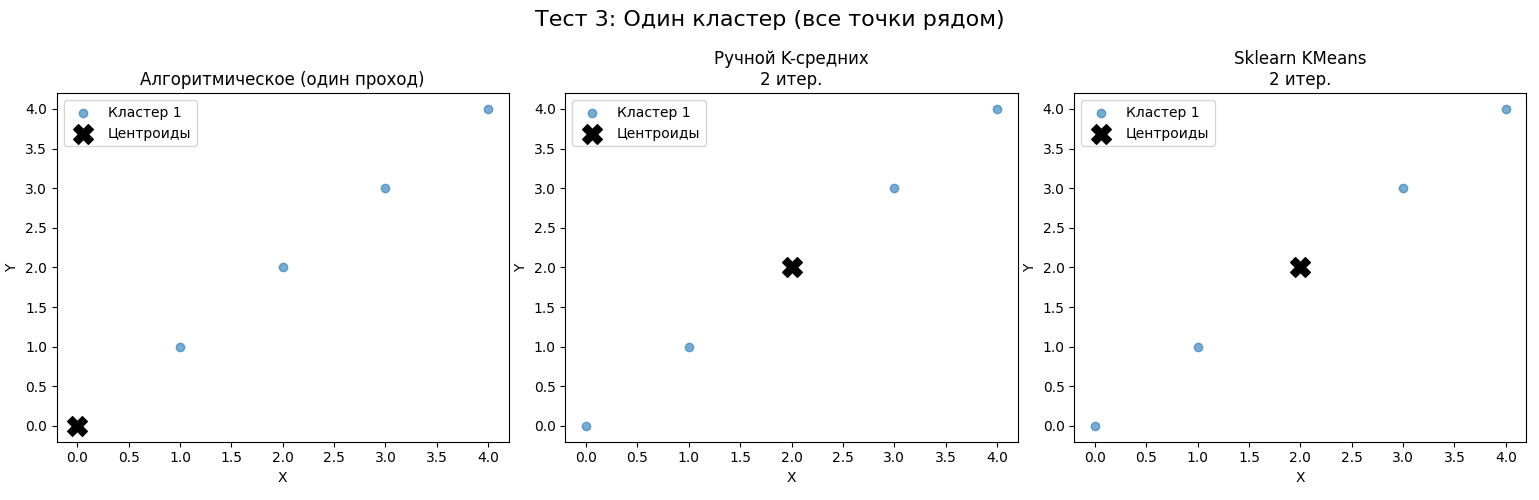 Тест 3: Один кластер (все точки рядом)
Алгоритмическое (один проход)
Кластер 1
Центроиды
4.0
3.5
3.0
2.5
2.0
1.5
1.0
0.5
0.0
Y
0.0 0.5 1.0 1.5 2.0 2.5 3.0 3.5 4.0
X
Ручной K-средних
2 итер.
Кластер 1
Центроиды
4.0
3.5
3.0
2.5
2.0
1.5
1.0
0.5
0.0
Y
0.0 0.5 1.0 1.5 2.0 2.5 3.0 3.5 4.0
X
Sklearn KMeans
2 итер.
Кластер 1
Центроиды
4.0
3.5
3.0
2.5
2.0
1.5
1.0
0.5
0.0
Y
0.0 0.5 1.0 1.5 2.0 2.5 3.0 3.5 4.0
X